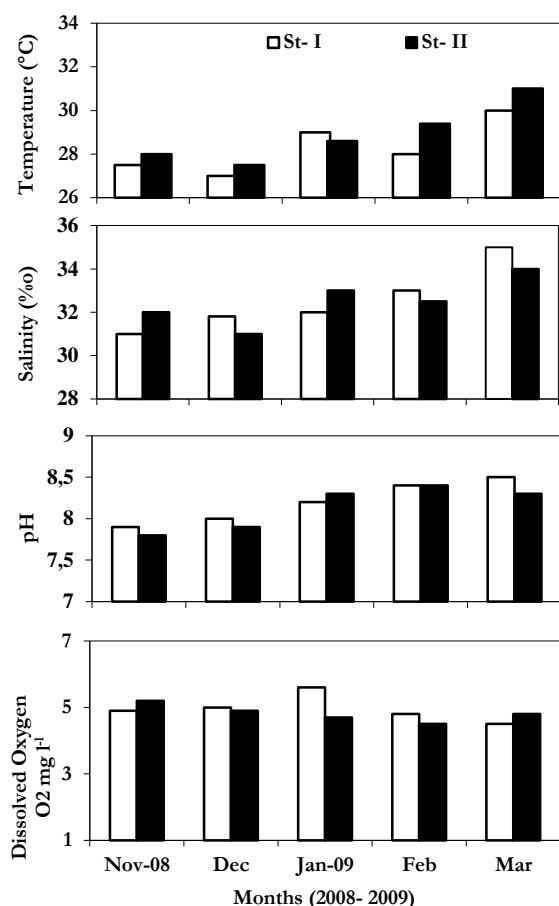 34
St- I
St- II
32
30
28
26
Temperature (°C)
36
34
32
30
28
Salinity (%o)
9
8,5
8
7,5
7
pH
7
5
3
1
Dissolved Oxygen
O2 mg l-1
Nov-08 Dec Jan-09 Feb Mar
Months (2008- 2009)